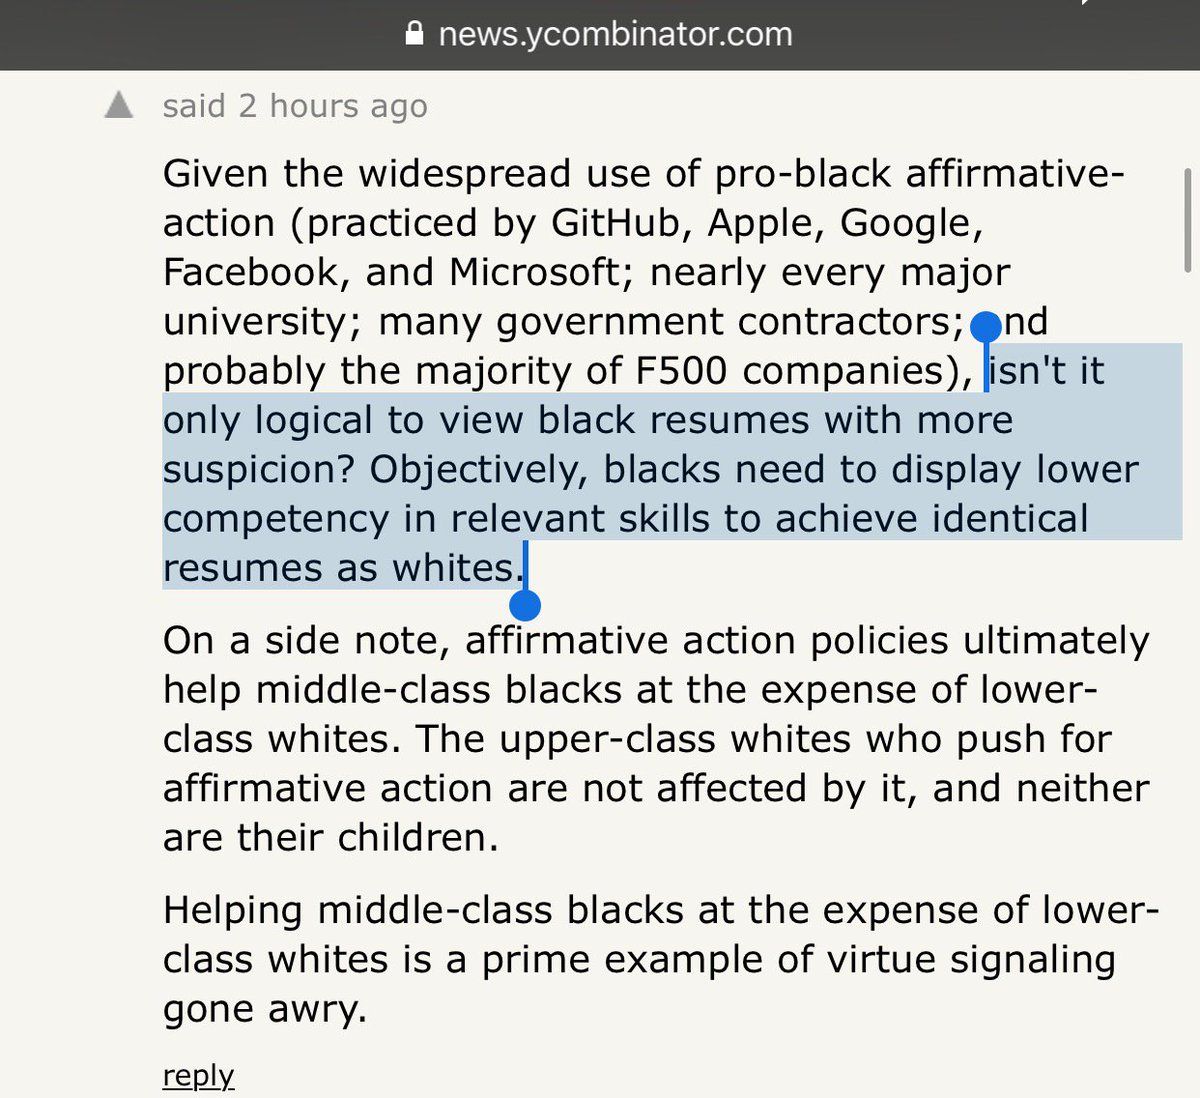 news.ycombinator.com
said 2 hours ago
Given the widespread use of pro-black affirmative-
action (practiced by GitHub, Apple, Google,
Facebook, and Microsoft; nearly every major
university; many government contractors; nd
probably the majority of F500 companies), isn't it
only logical to view black resumes with more
suspicion? Objectively, blacks need to display lower
competency in relevant skills to achieve identical
resumes as whites.
On a side note, affirmative action policies ultimately
help middle-class blacks at the expense of lower-
class whites. The upper-class whites who push for
affirmative action are not affected by it, and neither
are their children.
Helping middle-class blacks at the expense of lower-
class whites is a prime example of virtue signaling
gone awry.
reply